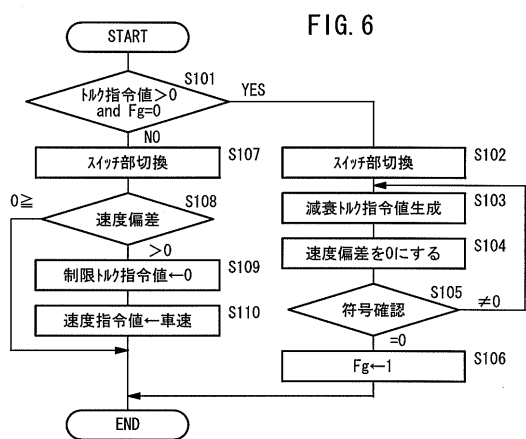 FIG. 6
START
S101
トルク指令値>0
and Fg=0
YES
NO
スイッチ部切換
S107
スイッチ部切換
S102
0≧
速度偏差
S108
>0
減衰トルク指令値生成
S103
制限トルク指令値←0
S109
速度偏差を0にする
S104
速度指令値←車速
S110
符号確認
S105
≠0
=0
Fg←1
S106
END